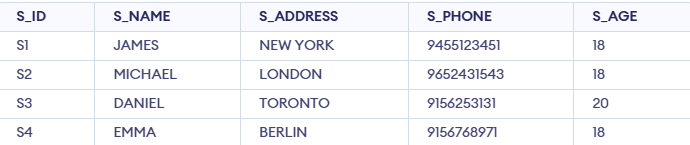 S_ID S_NAME S_ADDRESS S_PHONE S_AGE
S1 JAMES NEW YORK 9455123451 18
S2 MICHAEL LONDON 9652431543 18
S3 DANIEL TORONTO 9156253131 20
S4 EMMA BERLIN 9156768971 18